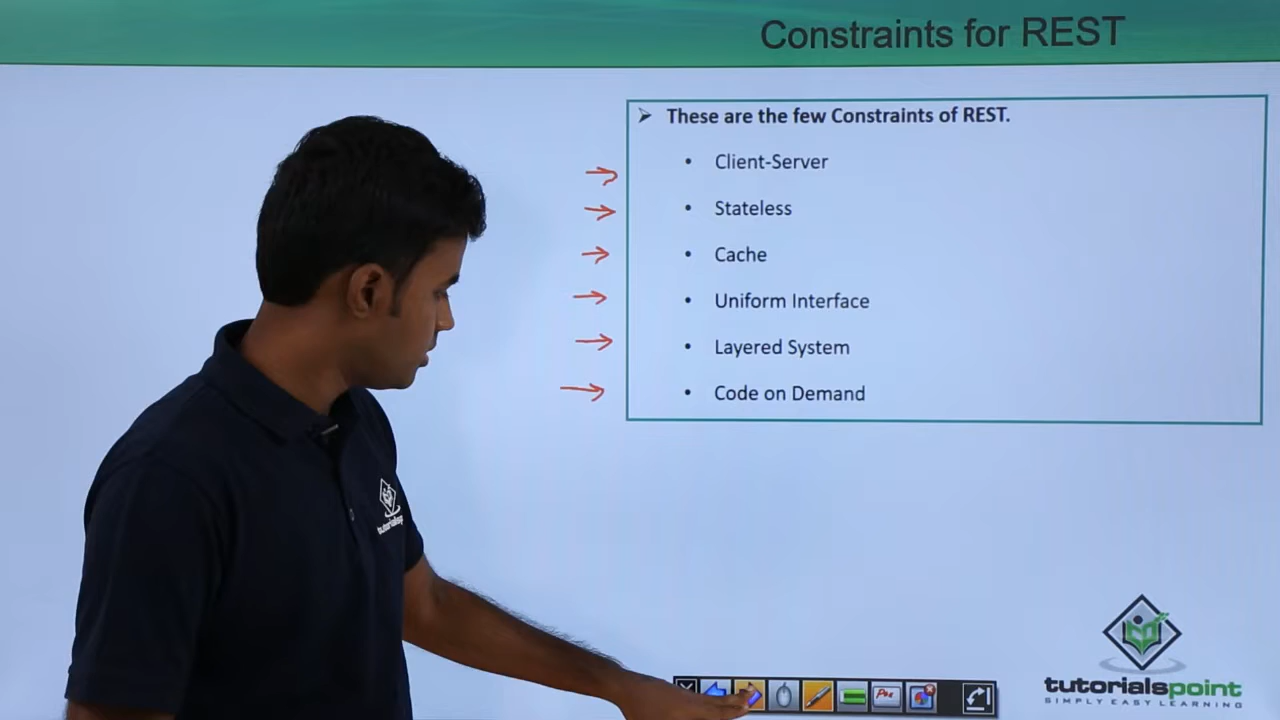 Constraints for REST
These are the few Constraints of REST.
Client-Server
Stateless
Cache
Uniform Interface
Layered System
Code on Demand
Pen
tutorialspoint
SIMPLY EASY LEARNING